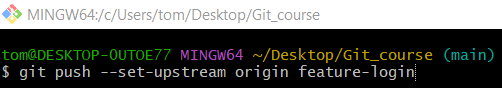 MINGW64:/c/Users/tom/Desktop/Git_course
tom@DESKTOP-OUTOE77 MINGW64 ~/Desktop/Git_course (main)
$ git push --set-upstream origin feature-login